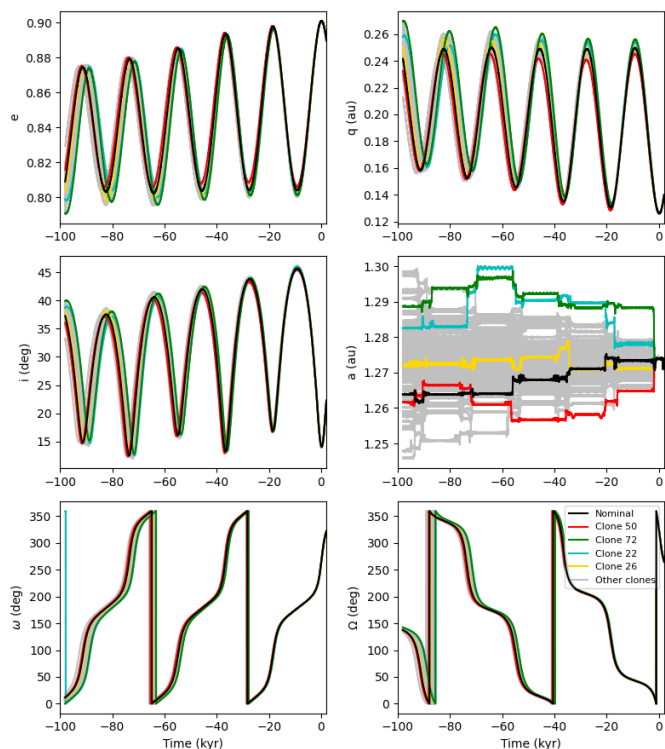 0.90
0.88
0.86
0.84
0.82
0.80
e
−100 −80 −60 −40 −20 0
0.26
0.24
0.22
0.20
0.18
0.16
0.14
0.12
q (au)
−100 −80 −60 −40 −20 0
45
40
35
30
25
20
15
i (deg)
−100 −80 −60 −40 −20 0
1.30
1.29
1.28
1.27
1.26
1.25
a (au)
−100 −80 −60 −40 −20 0
350
300
250
200
150
100
50
0
ω (deg)
−100 −80 −60 −40 −20 0
Time (kyr)
350
300
250
200
150
100
50
0
Ω (deg)
Nominal
Clone 50
Clone 72
Clone 22
Clone 26
Other clones
−100 −80 −60 −40 −20 0
Time (kyr)